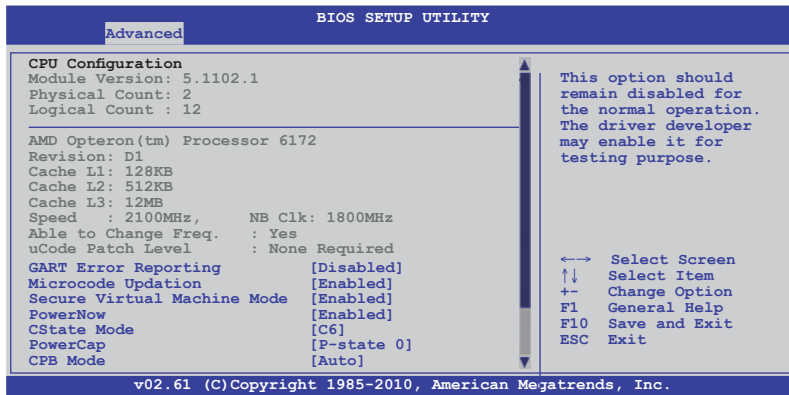 BIOS SETUP UTILITY
Advanced
CPU Configuration
Module Version: 5.1102.1
Physical Count: 2
Logical Count : 12
AMD Opteron(tm) Processor 6172
Revision: D1
Cache L1: 128KB
Cache L2: 512KB
Cache L3: 12MB
Speed : 2100MHz, NB Clk: 1800MHz
Able to Change Freq. : Yes
uCode Patch Level : None Required
GART Error Reporting [Disabled]
Microcode Updation [Enabled]
Secure Virtual Machine Mode [Enabled]
PowerNow [Enabled]
CState Mode [C6]
PowerCap [P-state 0]
CPB Mode [Auto]
This option should
remain disabled for
the normal operation.
The driver developer
may enable it for
testing purpose.
←→ Select Screen
↑↓ Select Item
+- Change Option
F1 General Help
F10 Save and Exit
ESC Exit
v02.61 (C)Copyright 1985-2010, American Megatrends, Inc.